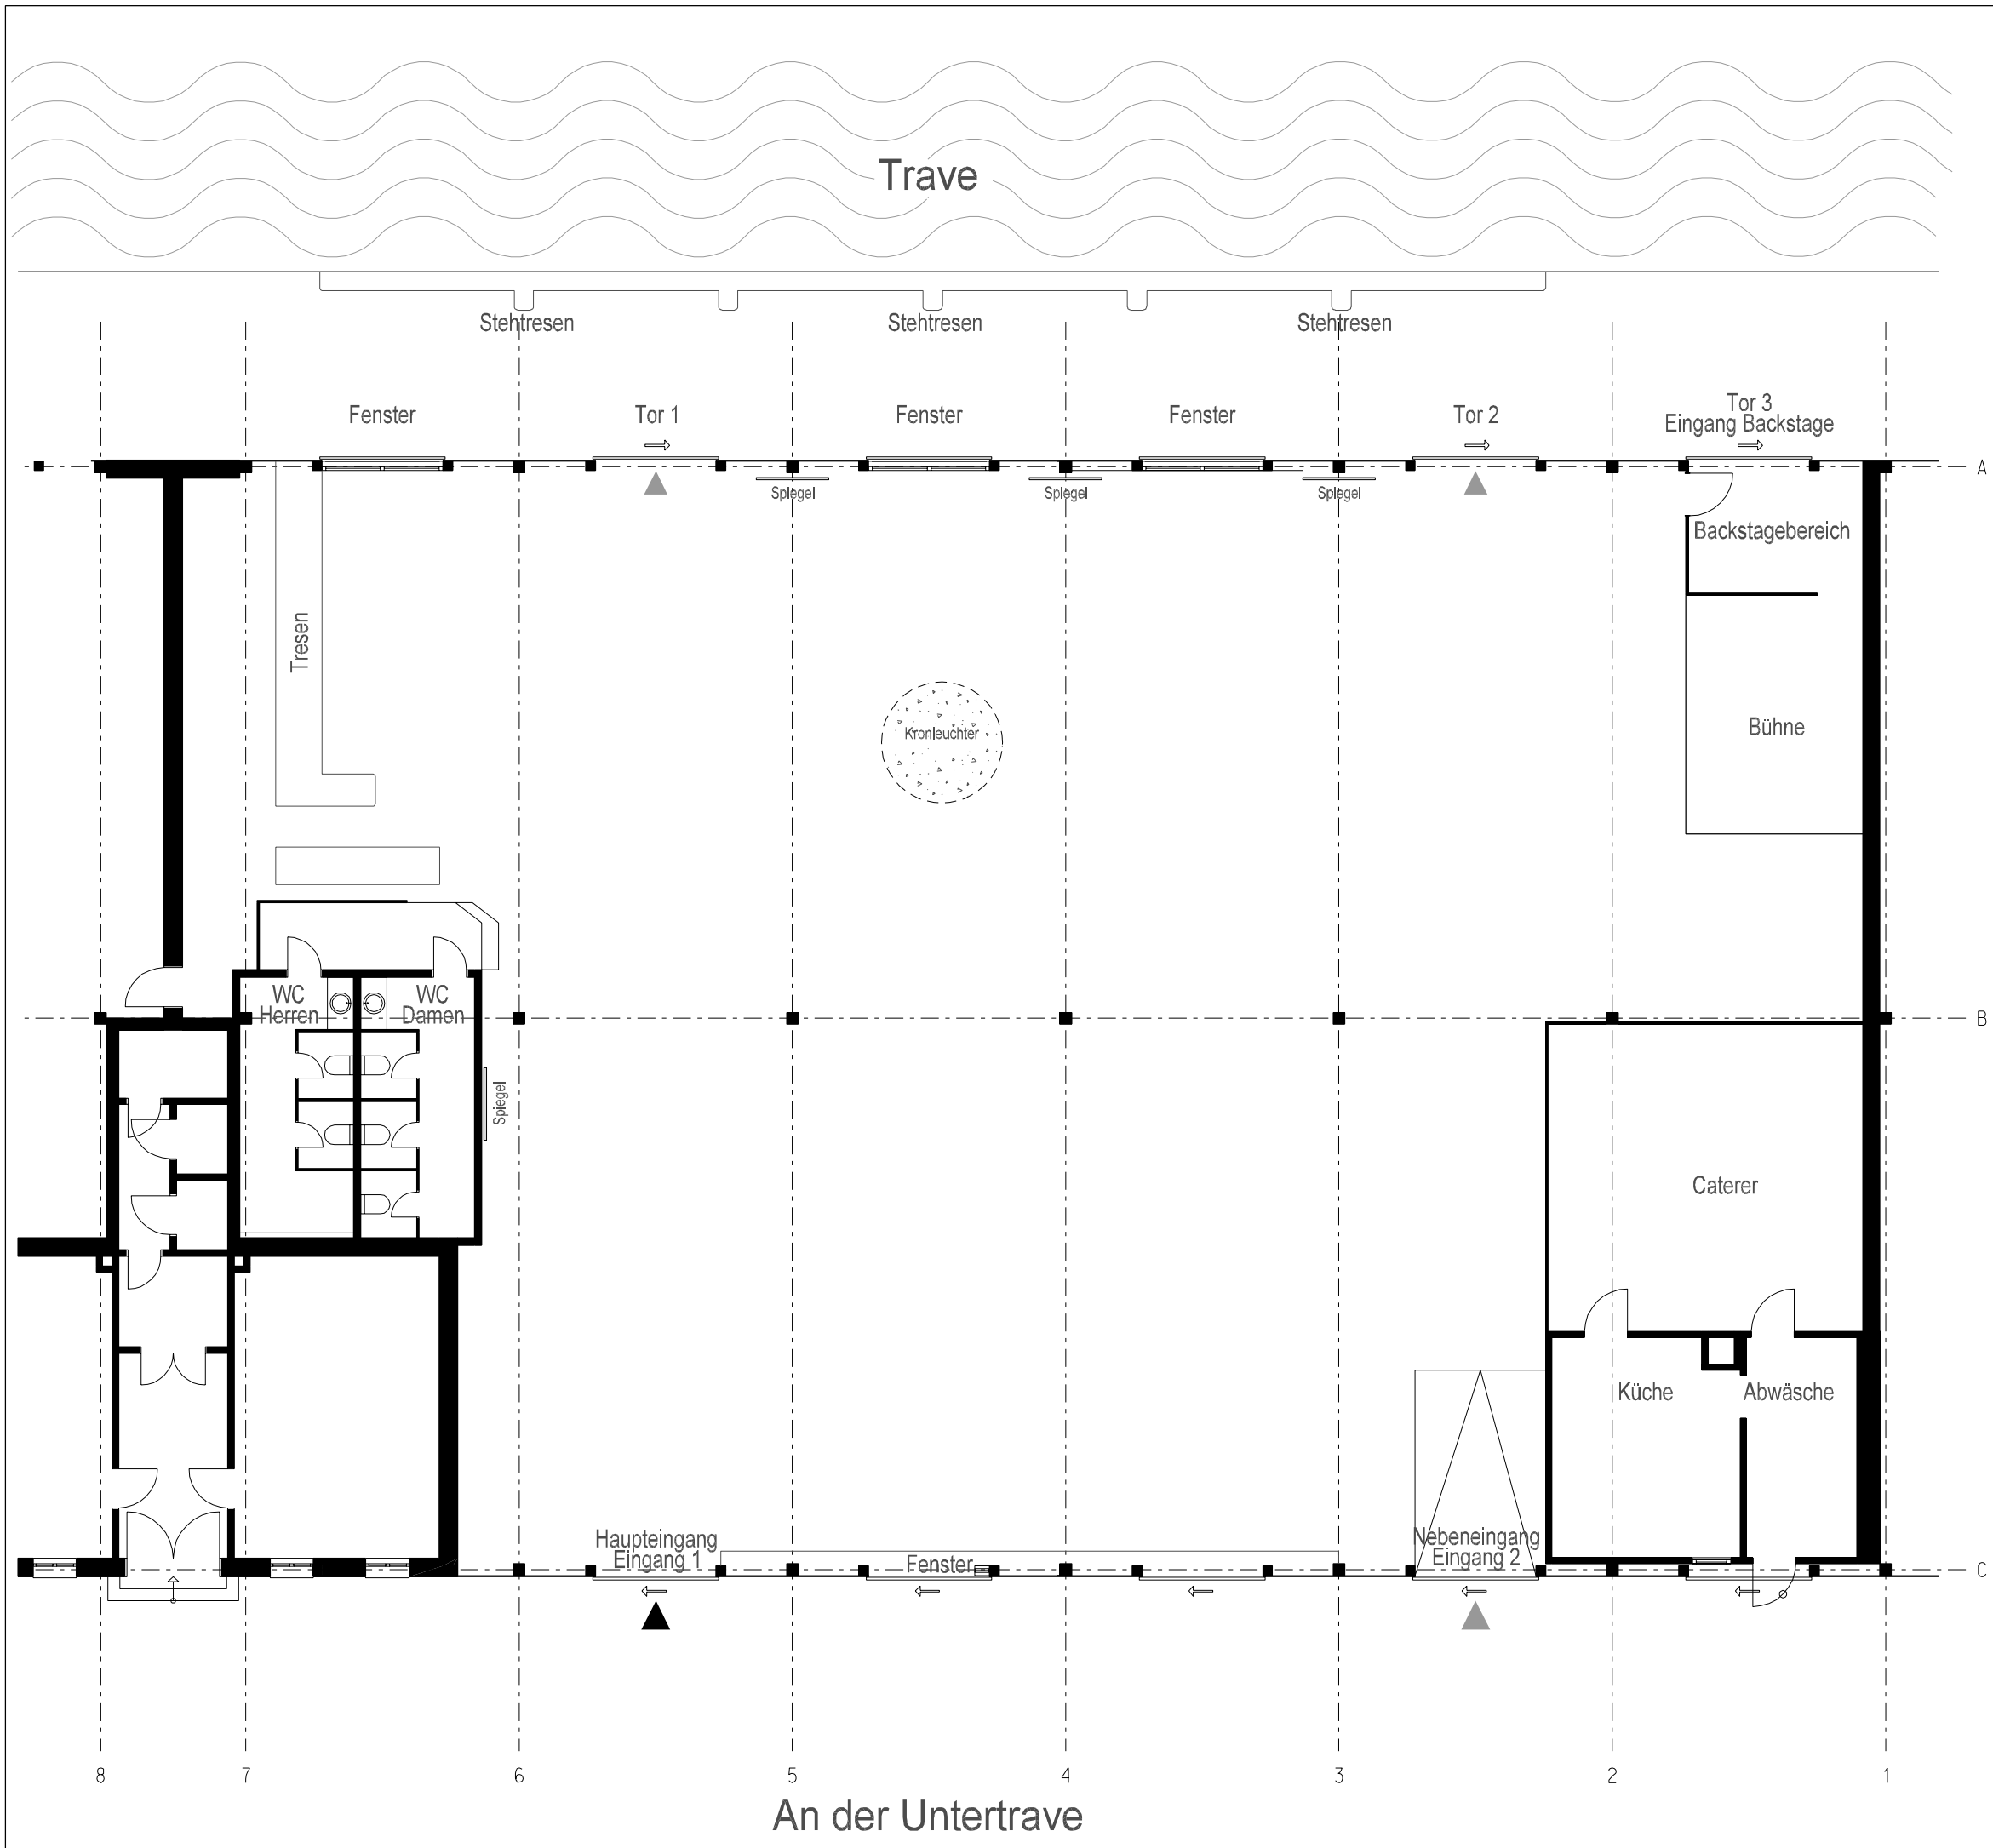 Trave
Stehtresen
Stehtresen
Stehtresen
Fenster
Tor 1
Fenster
Fenster
Tor 2
Tor 3
Eingang Backstage
A
Spiegel
Spiegel
Spiegel
Backstagebereich
Tresen
Kronleuchter
Bühne
WC
Herren
WC
Damen
B
Spiegel
Caterer
Küche
Abwäsche
Haupteingang
Eingang 1
Fenster
Nebeneingang
Eingang 2
C
8
7
6
5
4
3
2
1
An der Untertrave